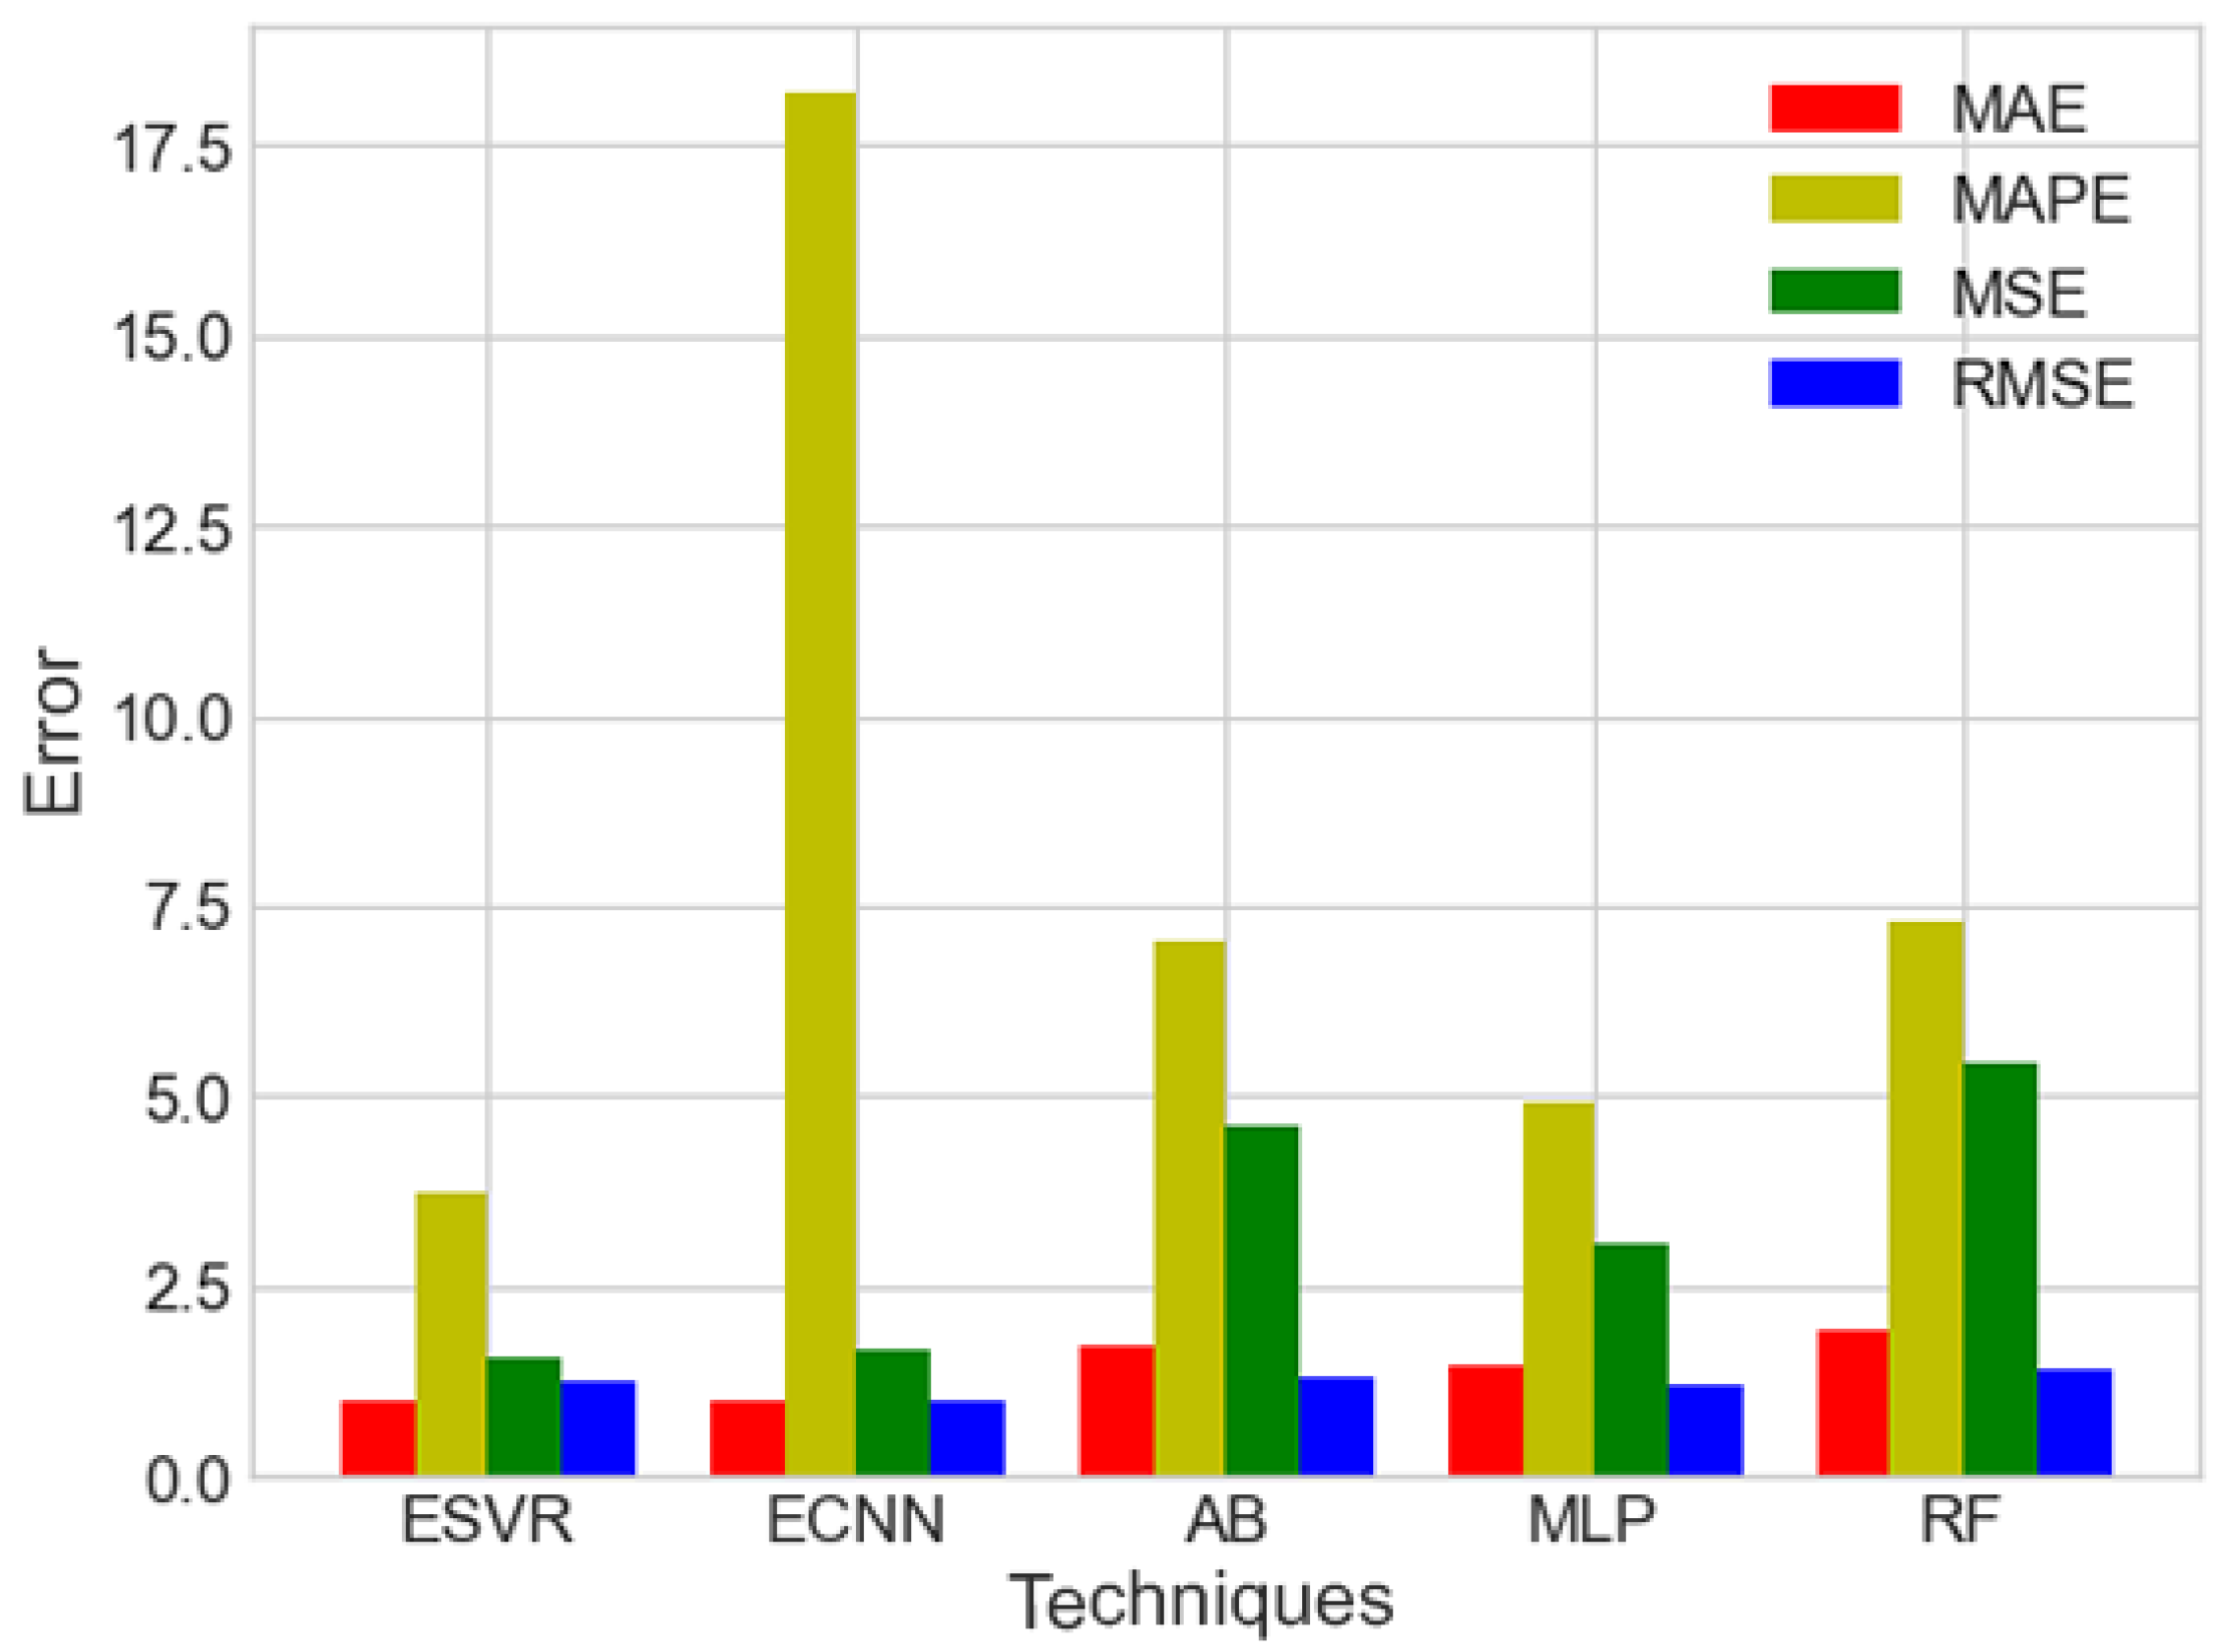 MAE
MAPE
MSE
RMSE
17.5
15.0
12.5
10.0
7.5
5.0
2.5
0.0
Error
ESVR ECNN AB MLP RF
Techniques